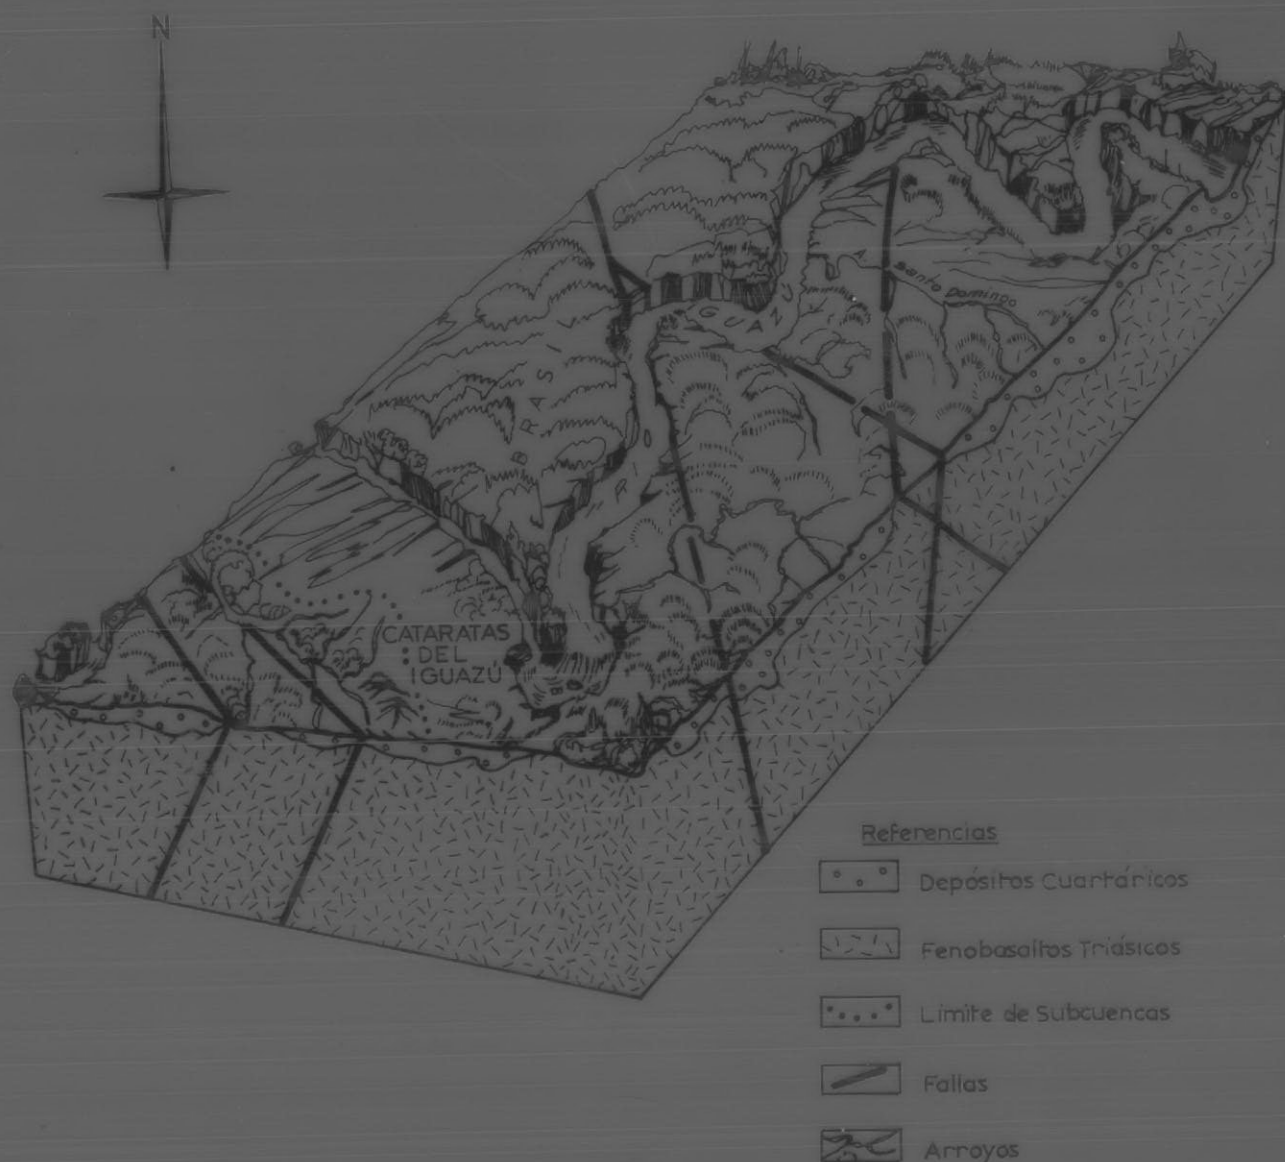 N
A. Santo Domingo
BRASIL
RIO IGUAZU
CATARATAS
DEL
IGUAZÚ
Referencias
Depósitos Cuartáricos
Fenobasaltos Triásicos
Límite de Subcuencas
Fallas
Arroyos